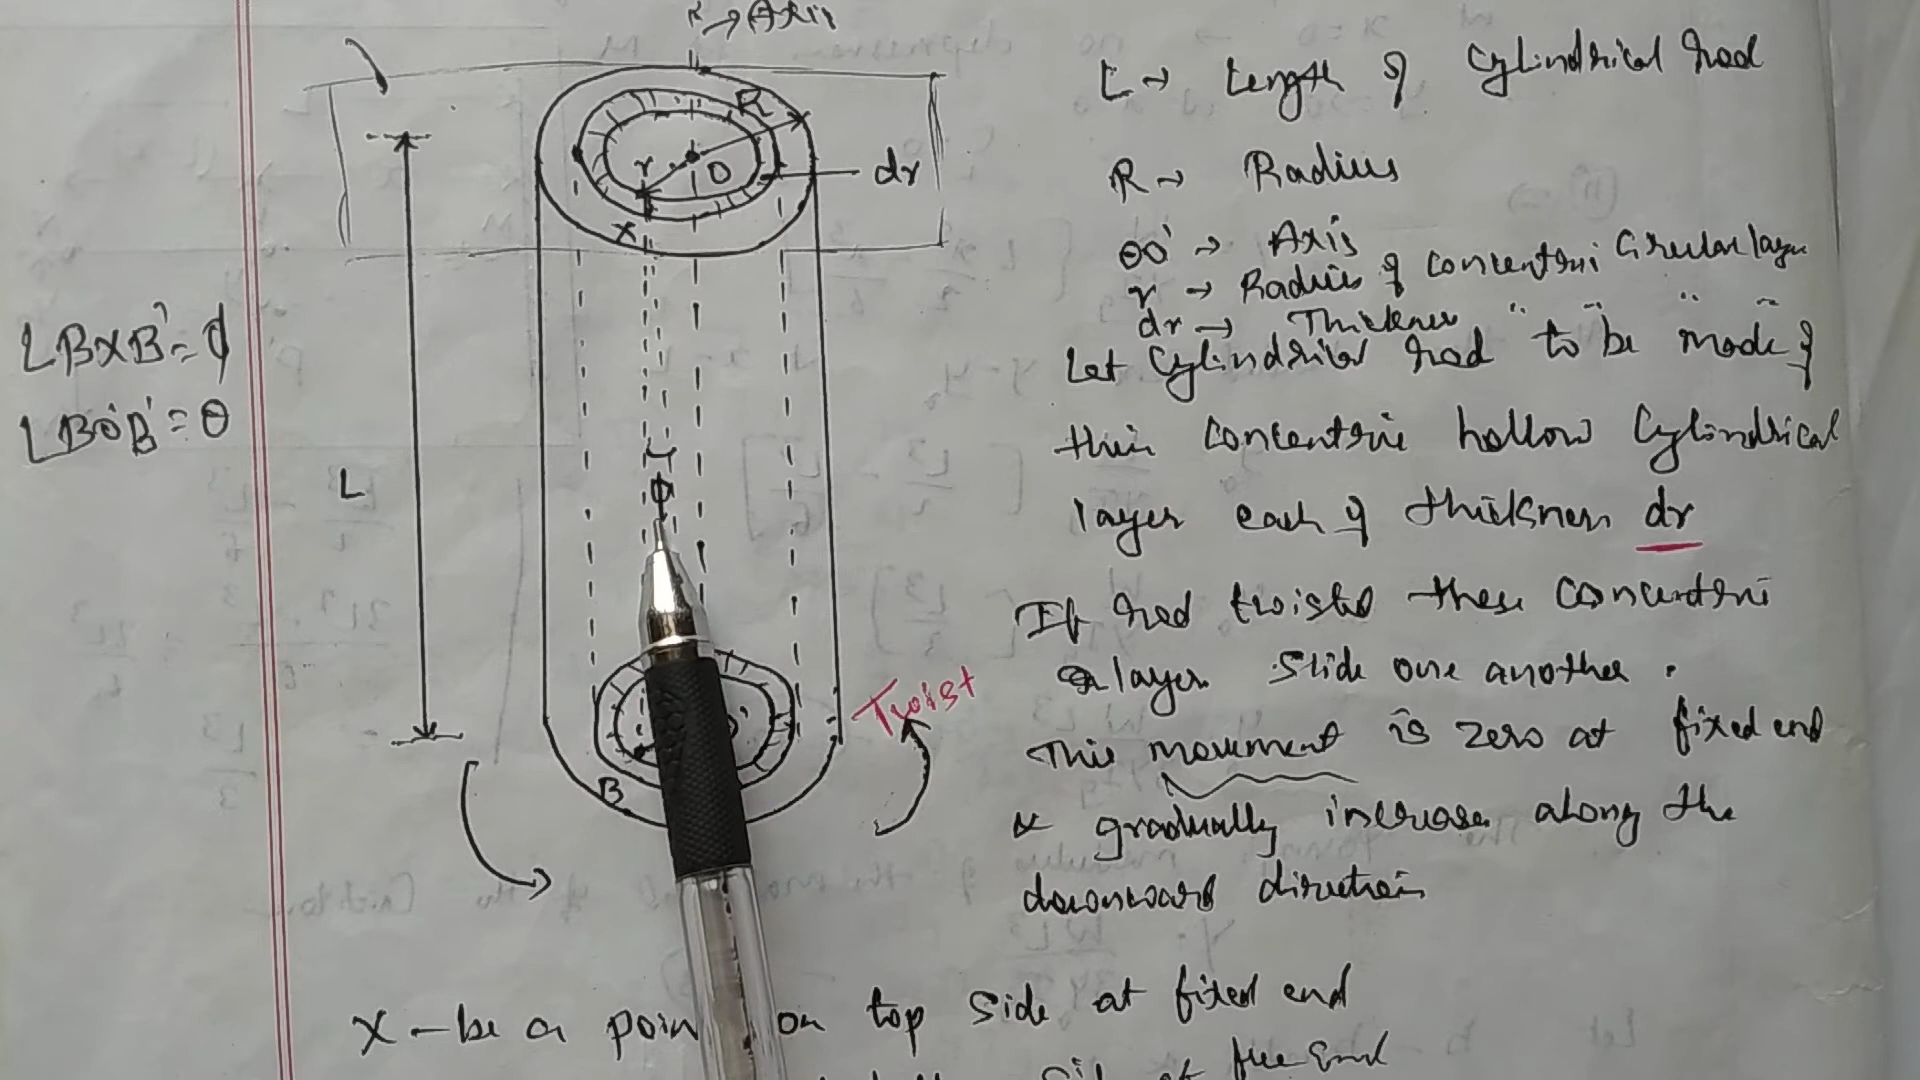 → Axis
R
r
O
dr
X
∠BXB' = ϕ
∠BO'B' = θ
L
ϕ
B
Twist
L → Length of Cylindrical rod
R → Radius
OO' → Axis
r → Radius of concentric Circular layer
dr → Thickness " " " "
Let Cylindrical rod to be made of
thin concentric hollow Cylindrical
layer each of thickness dr
If rod twisted these Concentric
layer slide one another.
This movement is zero at fixed end
& gradually increase along the
downward direction
X - be a poin on top side at fixed end
free End